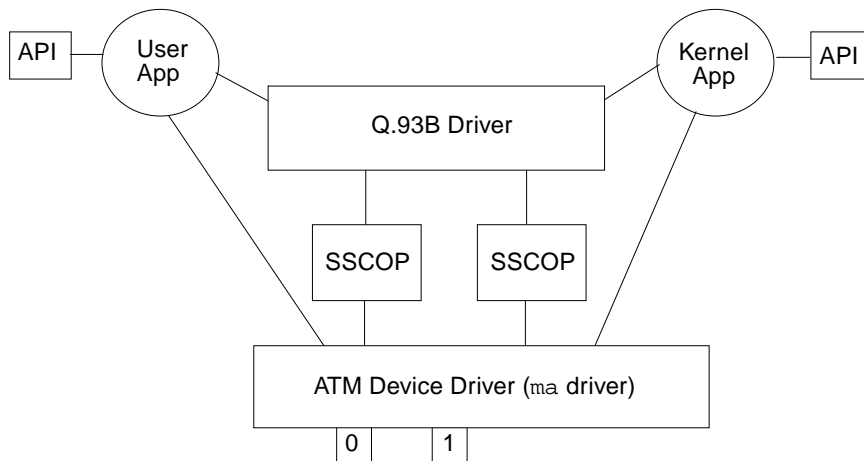 API
User
App
Kernel
App
API
Q.93B Driver
SSCOP
SSCOP
ATM Device Driver (ma driver)
0
1